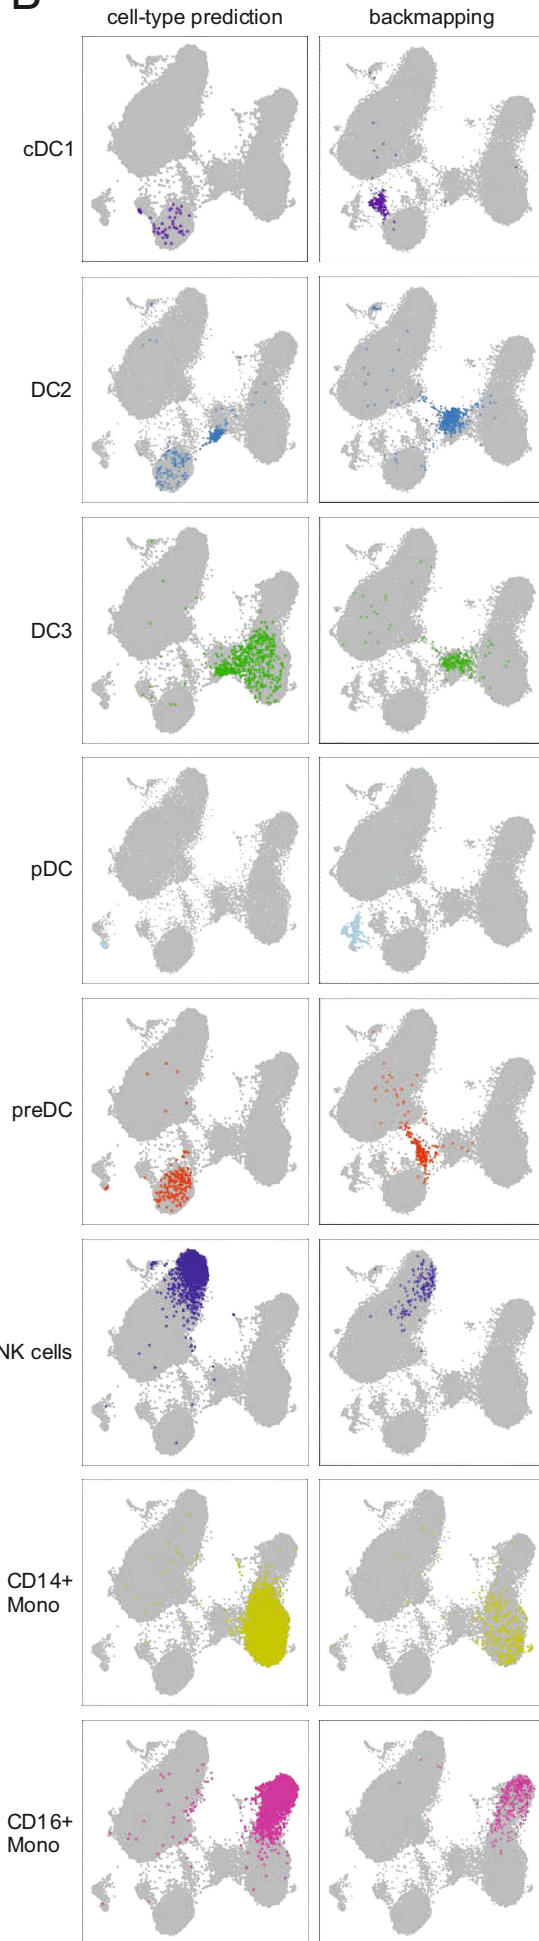 cell-type prediction backmapping
cDC1
DC2
DC3
pDC
preDC
NK cells
CD14+
Mono
CD16+
Mono